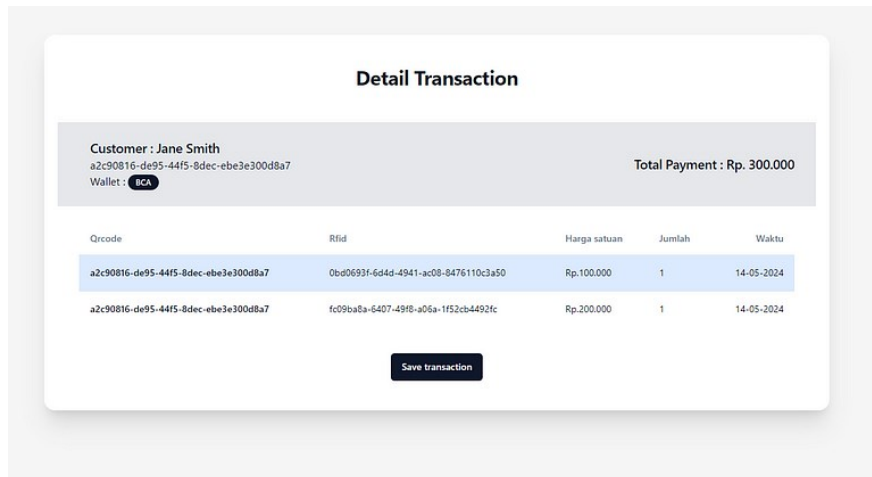 Detail Transaction
Customer : Jane Smith
a2c90816-de95-44f5-8dec-ebe3e300d8a7
Wallet : BCA
Total Payment : Rp. 300.000
Qrcode Rfid Harga satuan Jumlah Waktu
a2c90816-de95-44f5-8dec-ebe3e300d8a7 0bd0693f-6d4d-4941-ac08-8476110c3a50 Rp.100.000 1 14-05-2024
a2c90816-de95-44f5-8dec-ebe3e300d8a7 fc09ba8a-6407-49f8-a06a-1f52cb4492fc Rp.200.000 1 14-05-2024
Save transaction